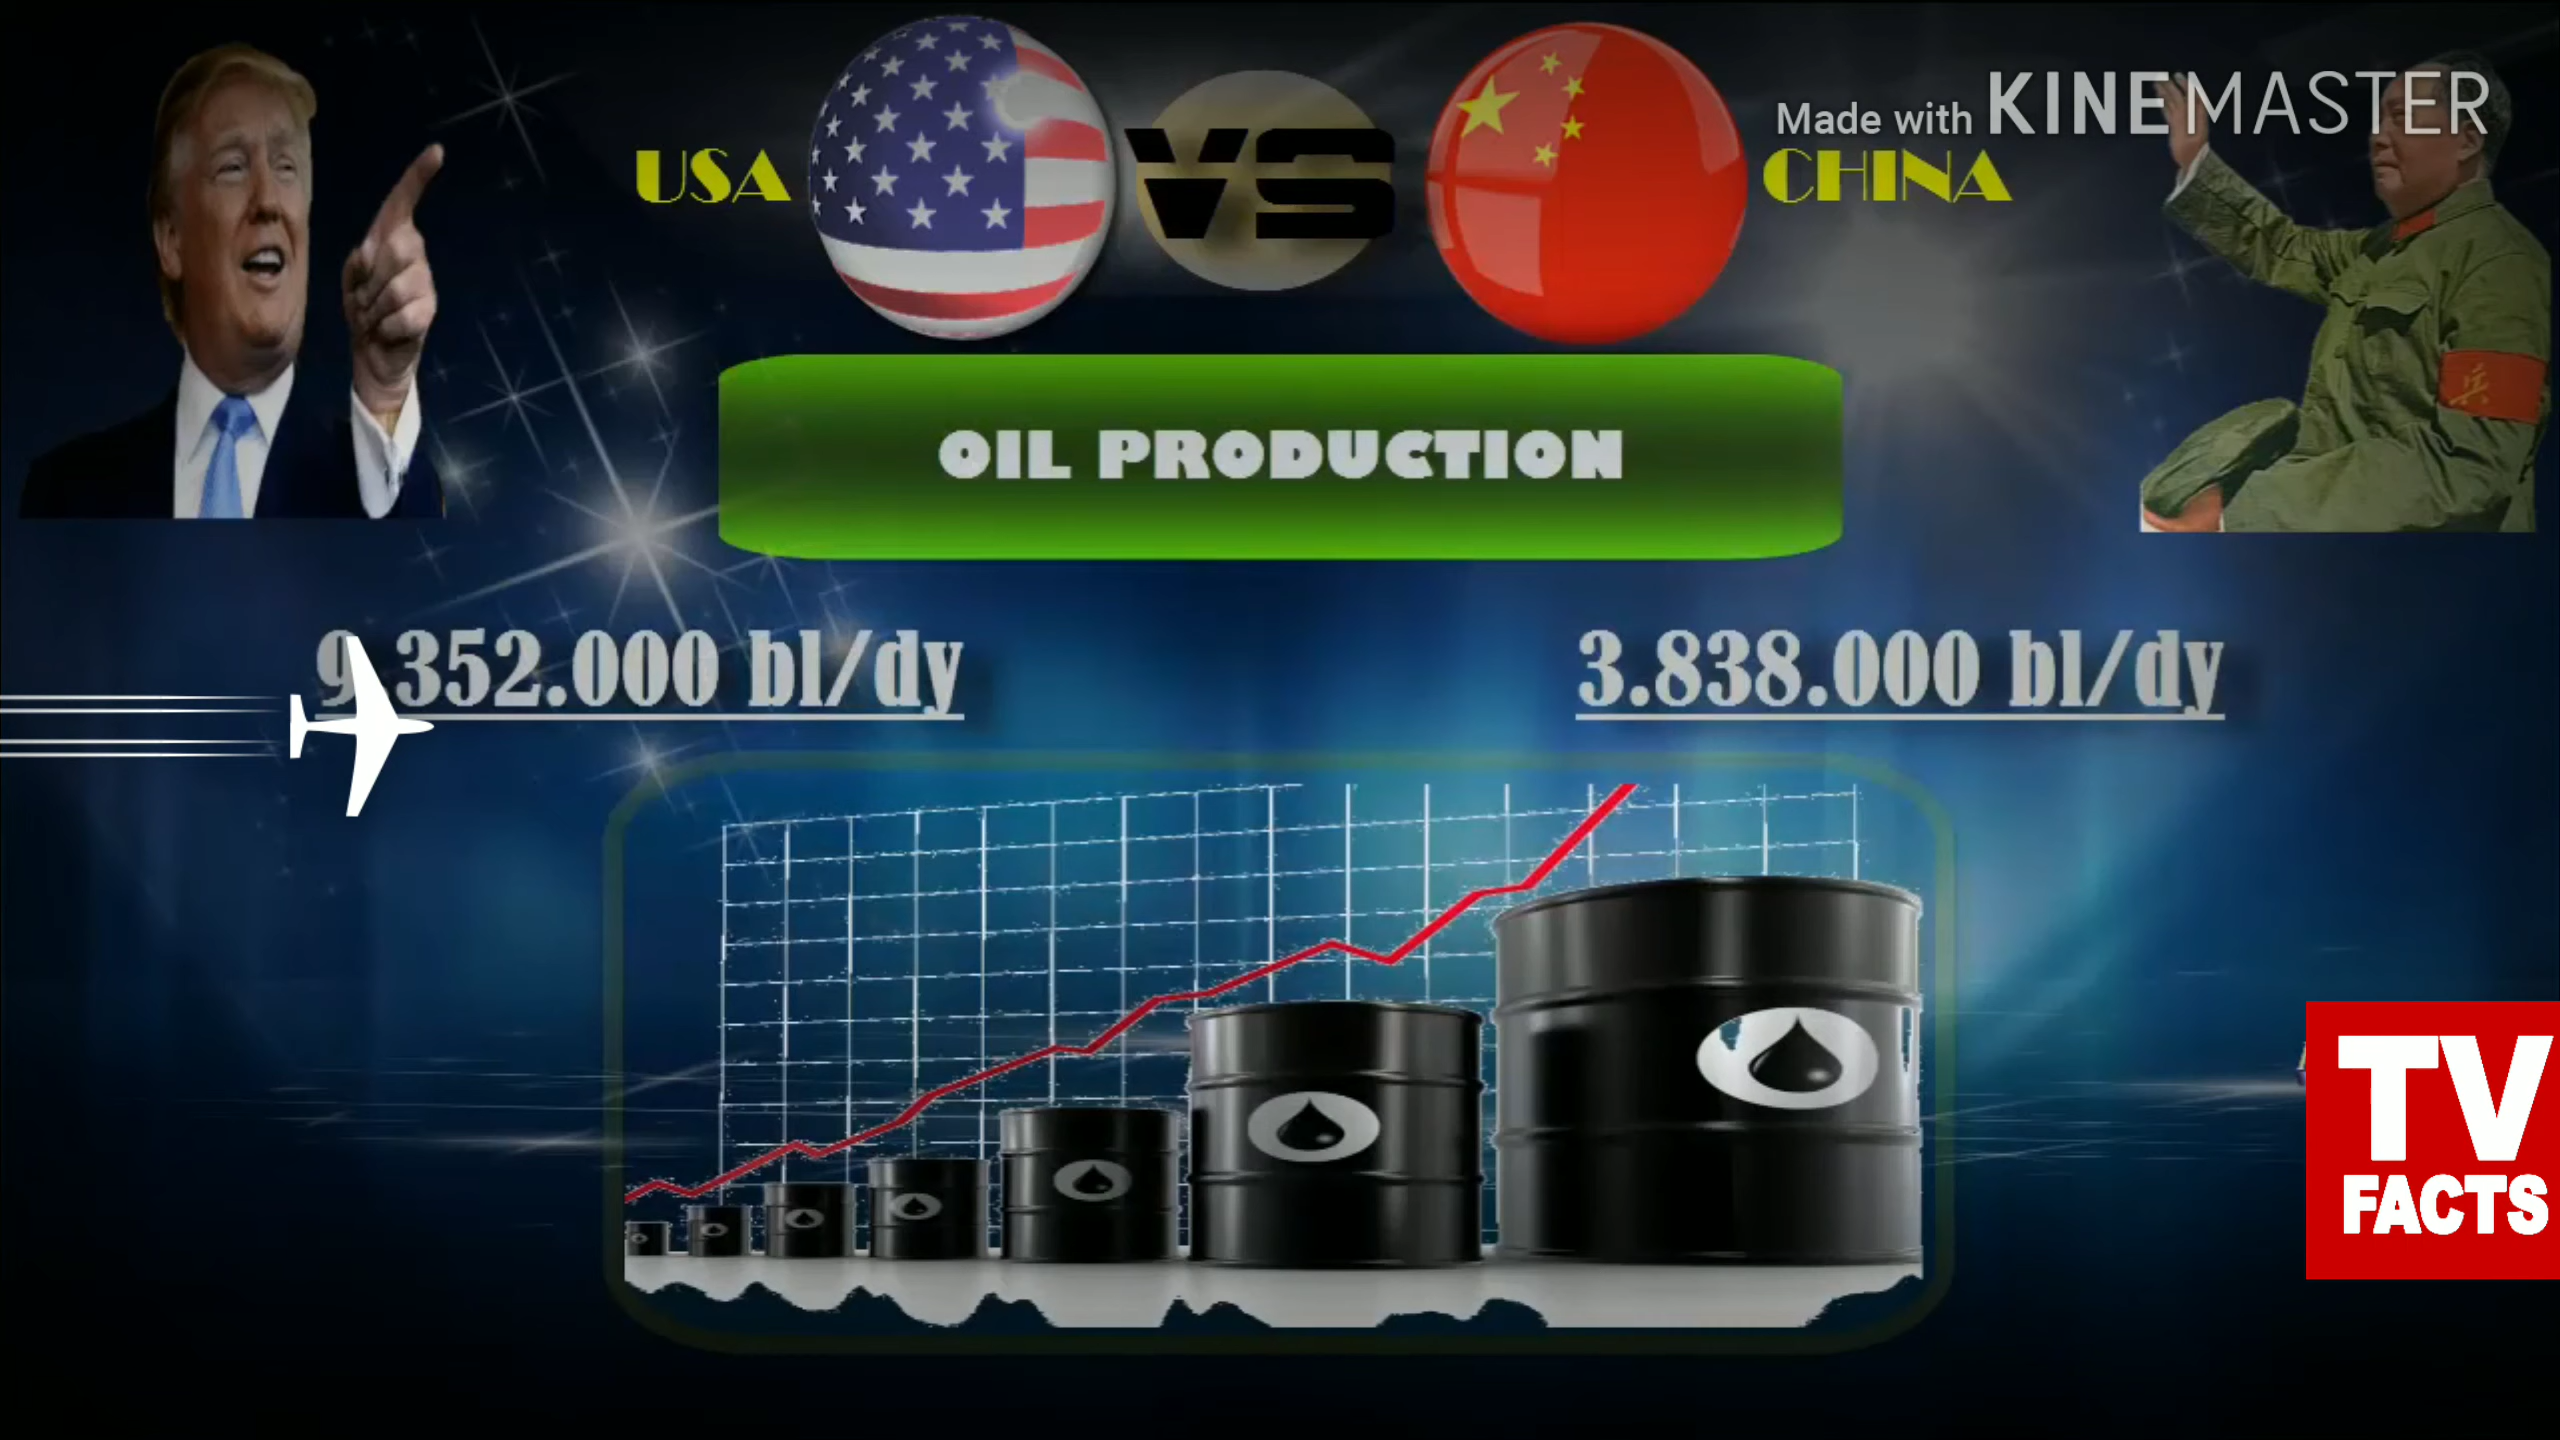 Made with KINEMASTER
USA
VS
CHINA
OIL PRODUCTION
9.352.000 bl/dy
3.838.000 bl/dy
兵
TV
FACTS